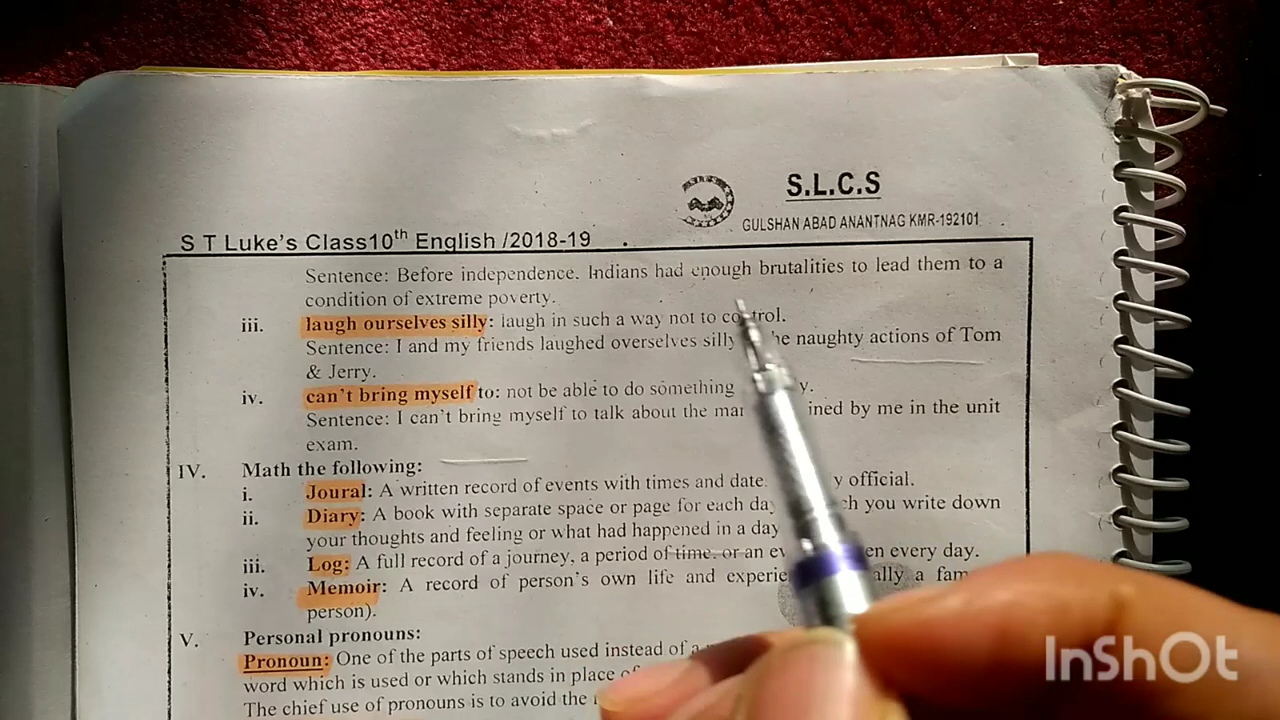 S.L.C.S
GULSHAN ABAD ANANTNAG KMR-192101
S T Luke's Class10th English /2018-19
Sentence: Before independence. Indians had enough brutalities to lead them to a
condition of extreme poverty.
iii. laugh ourselves silly: laugh in such a way not to control.
Sentence: I and my friends laughed overselves silly naughty actions of Tom
& Jerry.
iv. can't bring myself to: not be able to do something
Sentence: I can't bring myself to talk about the by me in the unit
exam.
IV. Math the following:
i. Joural: A written record of events with times and date official.
ii. Diary: A book with separate space or page for each you write down
your thoughts and feeling or what had happened in a day
iii. Log: A full record of a journey, a period of time, or an every day.
iv. Memoir: A record of person's own life and a
person).
V. Personal pronouns:
Pronoun: One of the parts of speech used instead of a
word which is used or which stands in place
The chief use of pronouns is to avoid the
InShOt